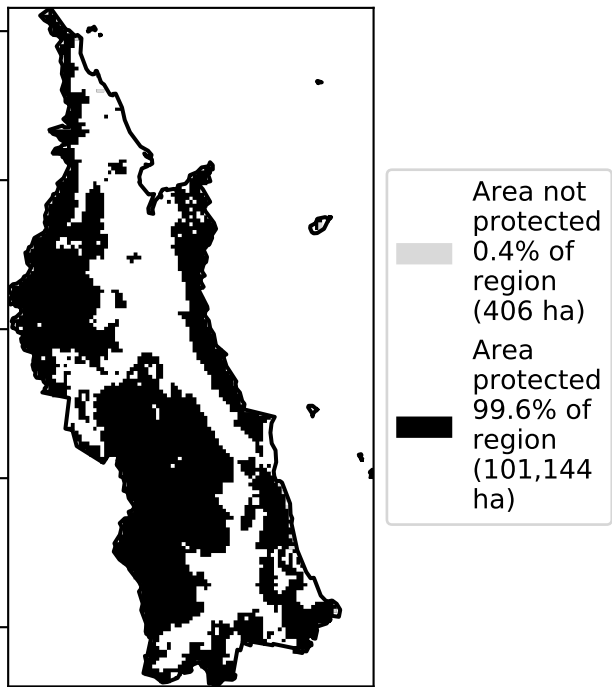 Area not
protected
0.4% of
region
(406 ha)
Area
protected
99.6% of
region
(101,144
ha)